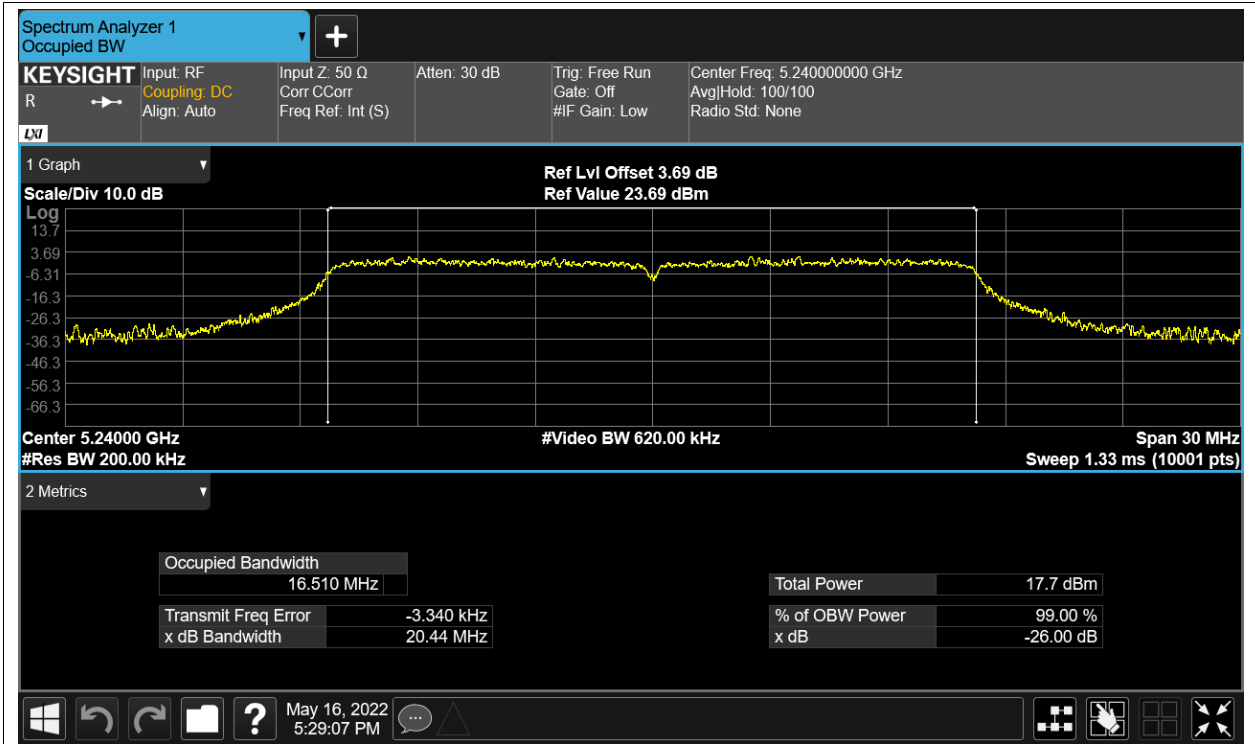 Spectrum Analyzer 1
Occupied BW
▼
+
KEYSIGHT
R
LXI
Input: RF
Coupling: DC
Align: Auto
Input Z: 50 Ω
Corr CCorr
Freq Ref: Int (S)
Atten: 30 dB
Trig: Free Run
Gate: Off
#IF Gain: Low
Center Freq: 5.240000000 GHz
Avg|Hold: 100/100
Radio Std: None
1 Graph ▼
Scale/Div 10.0 dB
Ref Lvl Offset 3.69 dB
Ref Value 23.69 dBm
Log
13.7
3.69
-6.31
-16.3
-26.3
-36.3
-46.3
-56.3
-66.3
Center 5.24000 GHz
#Res BW 200.00 kHz
#Video BW 620.00 kHz
Span 30 MHz
Sweep 1.33 ms (10001 pts)
2 Metrics ▼
Occupied Bandwidth
16.510 MHz
Transmit Freq Error -3.340 kHz
x dB Bandwidth 20.44 MHz
Total Power 17.7 dBm
% of OBW Power 99.00 %
x dB -26.00 dB
?
May 16, 2022
5:29:07 PM